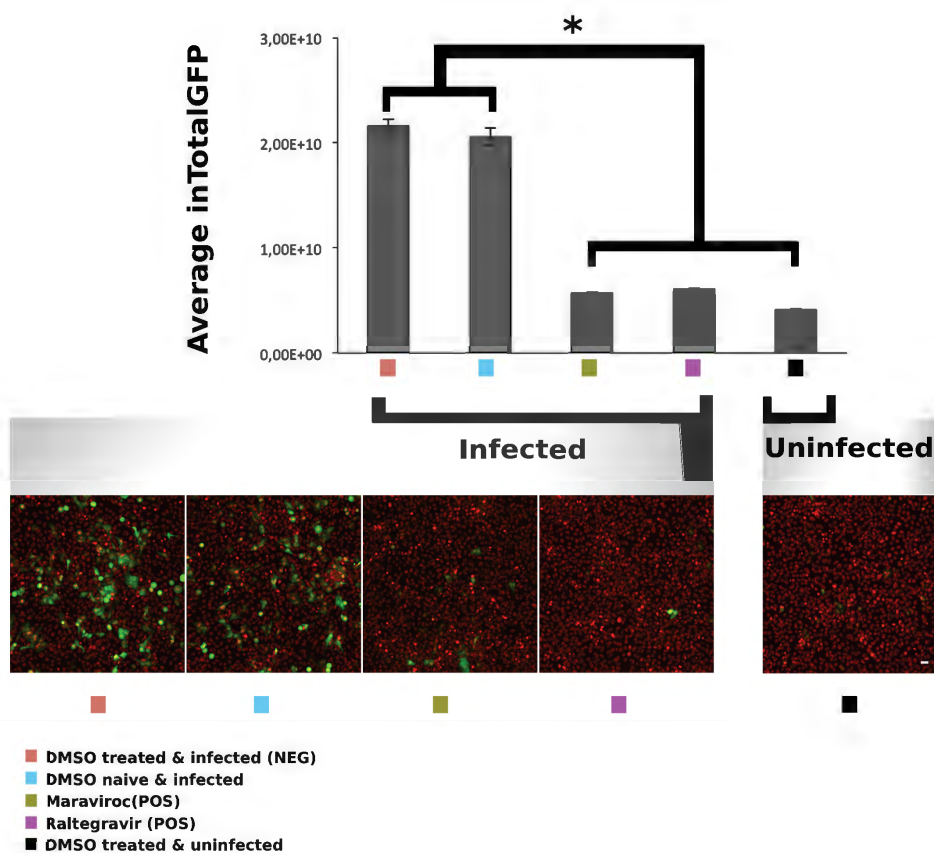 *
3,00E+10
2,00E+10
1,00E+10
0,00E+00
Average inTotalGFP
Infected
Uninfected
DMSO treated & infected (NEG)
DMSO naive & infected
Maraviroc(POS)
Raltegravir (POS)
DMSO treated & uninfected